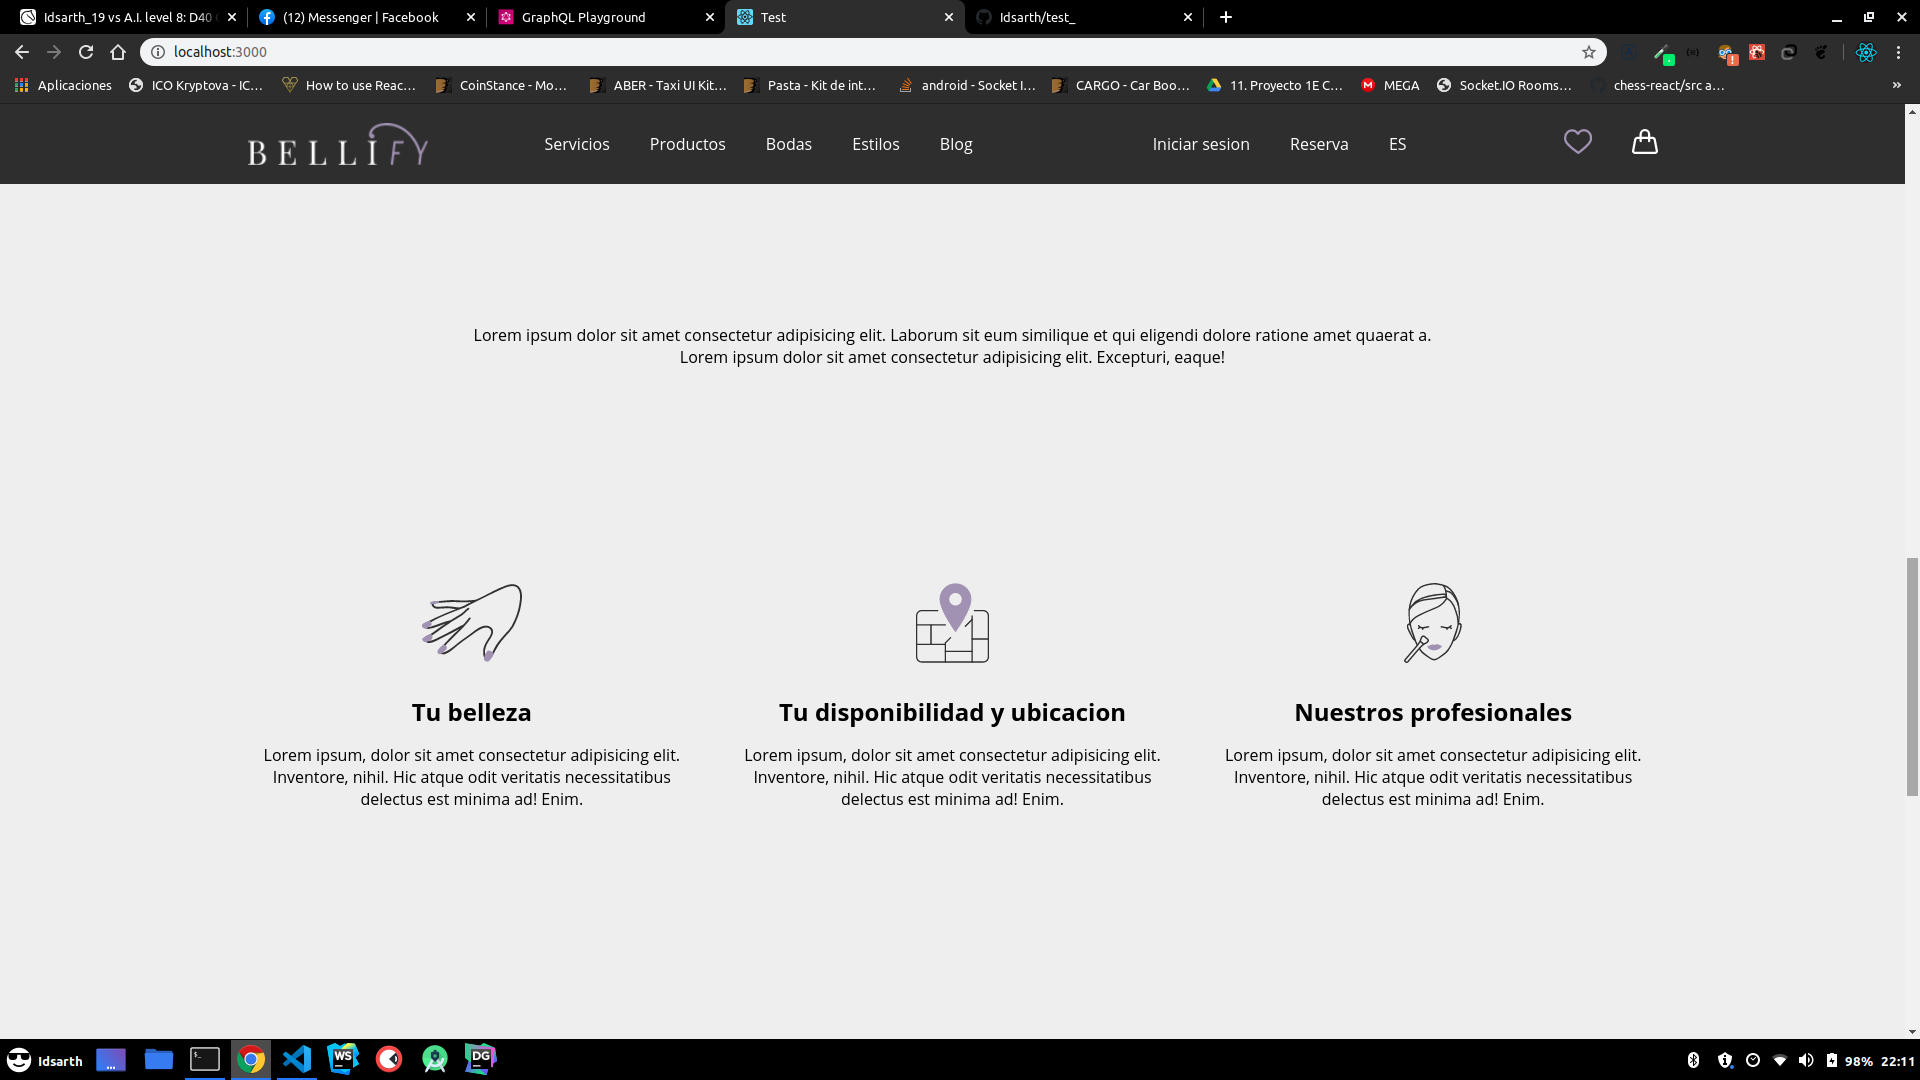 Idsarth_19 vs A.I. level 8: D40
(12) Messenger | Facebook
GraphQL Playground
Test
Idsarth/test_
localhost:3000
Aplicaciones
ICO Kryptova - IC...
How to use Reac...
CoinStance - Mo...
ABER - Taxi UI Kit...
Pasta - Kit de int...
android - Socket I...
CARGO - Car Boo...
11. Proyecto 1E C...
MEGA
Socket.IO Rooms...
chess-react/src a...
»
BELLIFY
Servicios
Productos
Bodas
Estilos
Blog
Iniciar sesion
Reserva
ES
Lorem ipsum dolor sit amet consectetur adipisicing elit. Laborum sit eum similique et qui eligendi dolore ratione amet quaerat a.
Lorem ipsum dolor sit amet consectetur adipisicing elit. Excepturi, eaque!
Tu belleza
Lorem ipsum, dolor sit amet consectetur adipisicing elit.
Inventore, nihil. Hic atque odit veritatis necessitatibus
delectus est minima ad! Enim.
Tu disponibilidad y ubicacion
Lorem ipsum, dolor sit amet consectetur adipisicing elit.
Inventore, nihil. Hic atque odit veritatis necessitatibus
delectus est minima ad! Enim.
Nuestros profesionales
Lorem ipsum, dolor sit amet consectetur adipisicing elit.
Inventore, nihil. Hic atque odit veritatis necessitatibus
delectus est minima ad! Enim.
Idsarth
WS
DG
98%
22:11